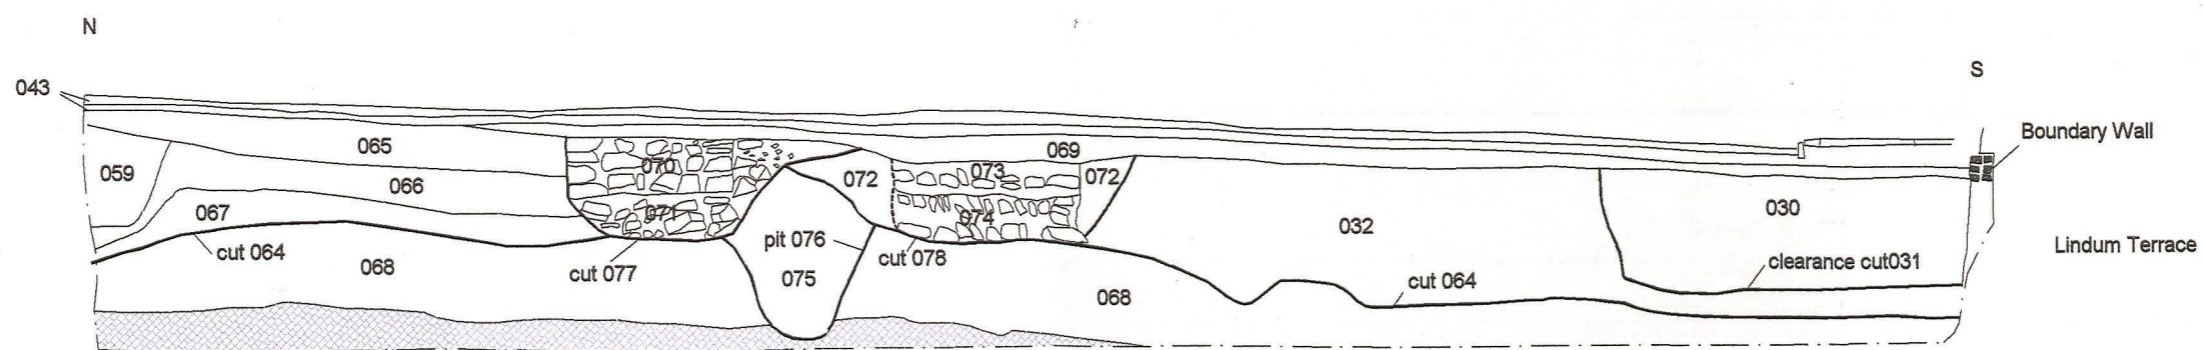 N
S
043
Boundary Wall
065
069
070
073
059
066
072
072
067
071
074
030
032
pit 076
Lindum Terrace
cut 064
068
cut 077
075
cut 078
clearance cut031
cut 064
068